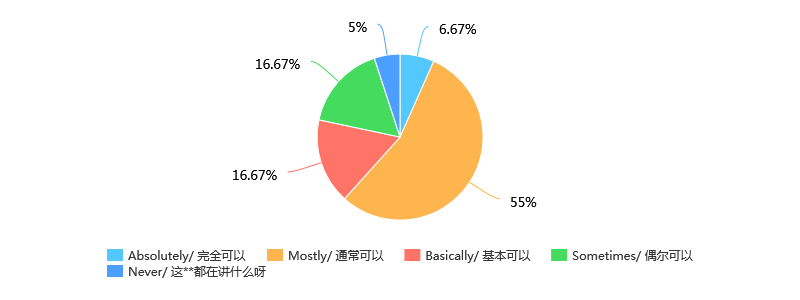 5%
6.67%
16.67%
16.67%
55%
Absolutely/ 完全可以 Mostly/ 通常可以 Basically/ 基本可以 Sometimes/ 偶尔可以
Never/ 这**都在讲什么呀